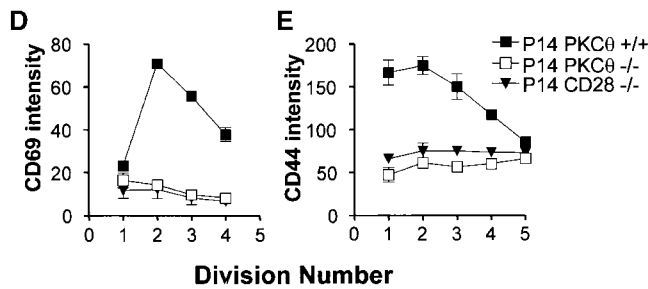 D
CD69 intensity
80
60
40
20
0
0 1 2 3 4 5
E
CD44 intensity
200
150
100
50
0
0 1 2 3 4 5
P14 PKCθ +/+
P14 PKCθ -/-
P14 CD28 -/-
Division Number